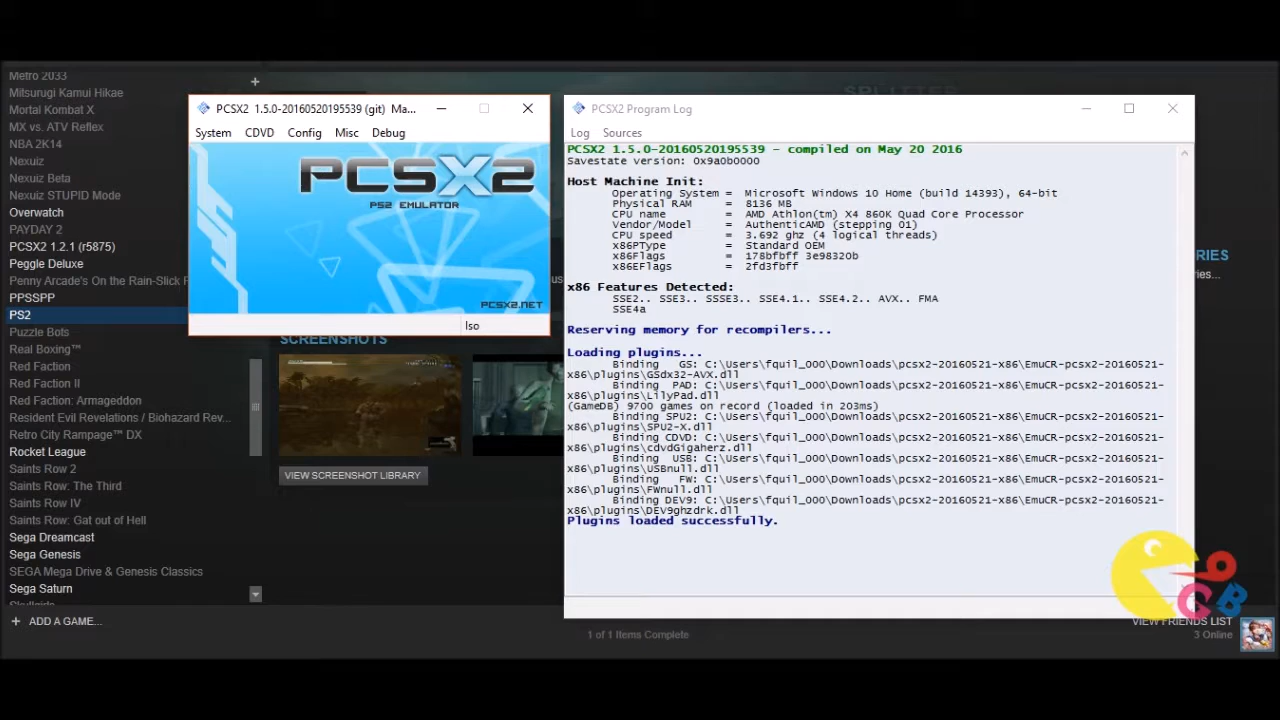 Metro 2033
Mitsurugi Kamui Hikae
Mortal Kombat X
MX vs. ATV Reflex
NBA 2K14
Nexuiz
Nexuiz Beta
Nexuiz STUPID Mode
Overwatch
PAYDAY 2
PCSX2 1.2.1 (r5875)
Peggle Deluxe
Penny Arcade's On the Rain-Slick P
PPSSPP
PS2
Puzzle Bots
Real Boxing™
Red Faction
Red Faction II
Red Faction: Armageddon
Resident Evil Revelations / Biohazard Rev...
Retro City Rampage™ DX
Rocket League
Saints Row 2
Saints Row: The Third
Saints Row IV
Saints Row: Gat out of Hell
Sega Dreamcast
Sega Genesis
SEGA Mega Drive & Genesis Classics
Sega Saturn
+ ADD A GAME...
PCSX2 1.5.0-20160520195539 (git) Ma...
System CDVD Config Misc Debug
PCSX2
PS2 EMULATOR
PCSX2.NET
Iso
SCREENSHOTS
VIEW SCREENSHOT LIBRARY
PCSX2 Program Log
Log Sources
PCSX2 1.5.0-20160520195539 - compiled on May 20 2016
Savestate version: 0x9a0b0000
Host Machine Init:
Operating System = Microsoft Windows 10 Home (build 14393), 64-bit
Physical RAM = 8136 MB
CPU name = AMD Athlon(tm) X4 860K Quad Core Processor
Vendor/Model = AuthenticAMD (stepping 01)
CPU speed = 3.692 ghz (4 logical threads)
x86PType = Standard OEM
x86Flags = 178bfbff 3e98320b
x86EFlags = 2fd3fbff
x86 Features Detected:
SSE2.. SSE3.. SSSE3.. SSE4.1.. SSE4.2.. AVX.. FMA
SSE4a
Reserving memory for recompilers...
Loading plugins...
Binding GS: C:\Users\fquil_000\Downloads\pcsx2-20160521-x86\EmuCR-pcsx2-20160521-
x86\plugins\GSdx32-AVX.dll
Binding PAD: C:\Users\fquil_000\Downloads\pcsx2-20160521-x86\EmuCR-pcsx2-20160521-
x86\plugins\LilyPad.dll
(GameDB) 9700 games on record (loaded in 203ms)
Binding SPU2: C:\Users\fquil_000\Downloads\pcsx2-20160521-x86\EmuCR-pcsx2-20160521-
x86\plugins\SPU2-X.dll
Binding CDVD: C:\Users\fquil_000\Downloads\pcsx2-20160521-x86\EmuCR-pcsx2-20160521-
x86\plugins\cdvdGigaherz.dll
Binding USB: C:\Users\fquil_000\Downloads\pcsx2-20160521-x86\EmuCR-pcsx2-20160521-
x86\plugins\USBnull.dll
Binding FW: C:\Users\fquil_000\Downloads\pcsx2-20160521-x86\EmuCR-pcsx2-20160521-
x86\plugins\FWnull.dll
Binding DEV9: C:\Users\fquil_000\Downloads\pcsx2-20160521-x86\EmuCR-pcsx2-20160521-
x86\plugins\DEV9ghzdrk.dll
Plugins loaded successfully.
RIES
ries...
1 of 1 Items Complete
GB
VIEW FRIENDS LIST
3 Online